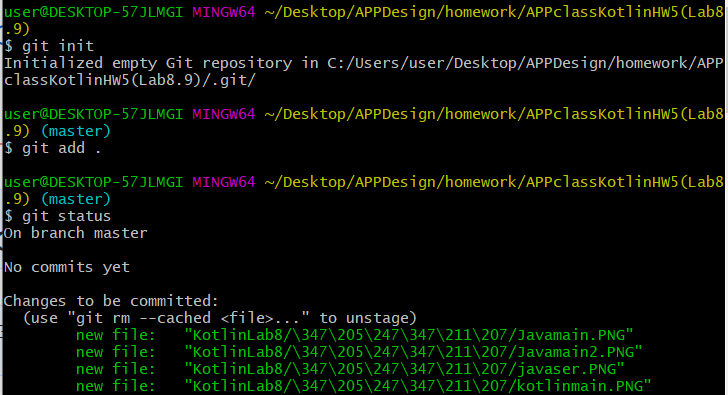 user@DESKTOP-57JLMGI MINGW64 ~/Desktop/APPDesign/homework/APPclassKotlinHW5(Lab8
.9)
$ git init
Initialized empty Git repository in C:/Users/user/Desktop/APPDesign/homework/APP
classKotlinHW5(Lab8.9)/.git/
user@DESKTOP-57JLMGI MINGW64 ~/Desktop/APPDesign/homework/APPclassKotlinHW5(Lab8
.9) (master)
$ git add .
user@DESKTOP-57JLMGI MINGW64 ~/Desktop/APPDesign/homework/APPclassKotlinHW5(Lab8
.9) (master)
$ git status
On branch master
No commits yet
Changes to be committed:
(use "git rm --cached <file>..." to unstage)
new file: "KotlinLab8/\347\205\247\347\211\207/Javamain.PNG"
new file: "KotlinLab8/\347\205\247\347\211\207/Javamain2.PNG"
new file: "KotlinLab8/\347\205\247\347\211\207/javaser.PNG"
new file: "KotlinLab8/\347\205\247\347\211\207/kotlinmain.PNG"